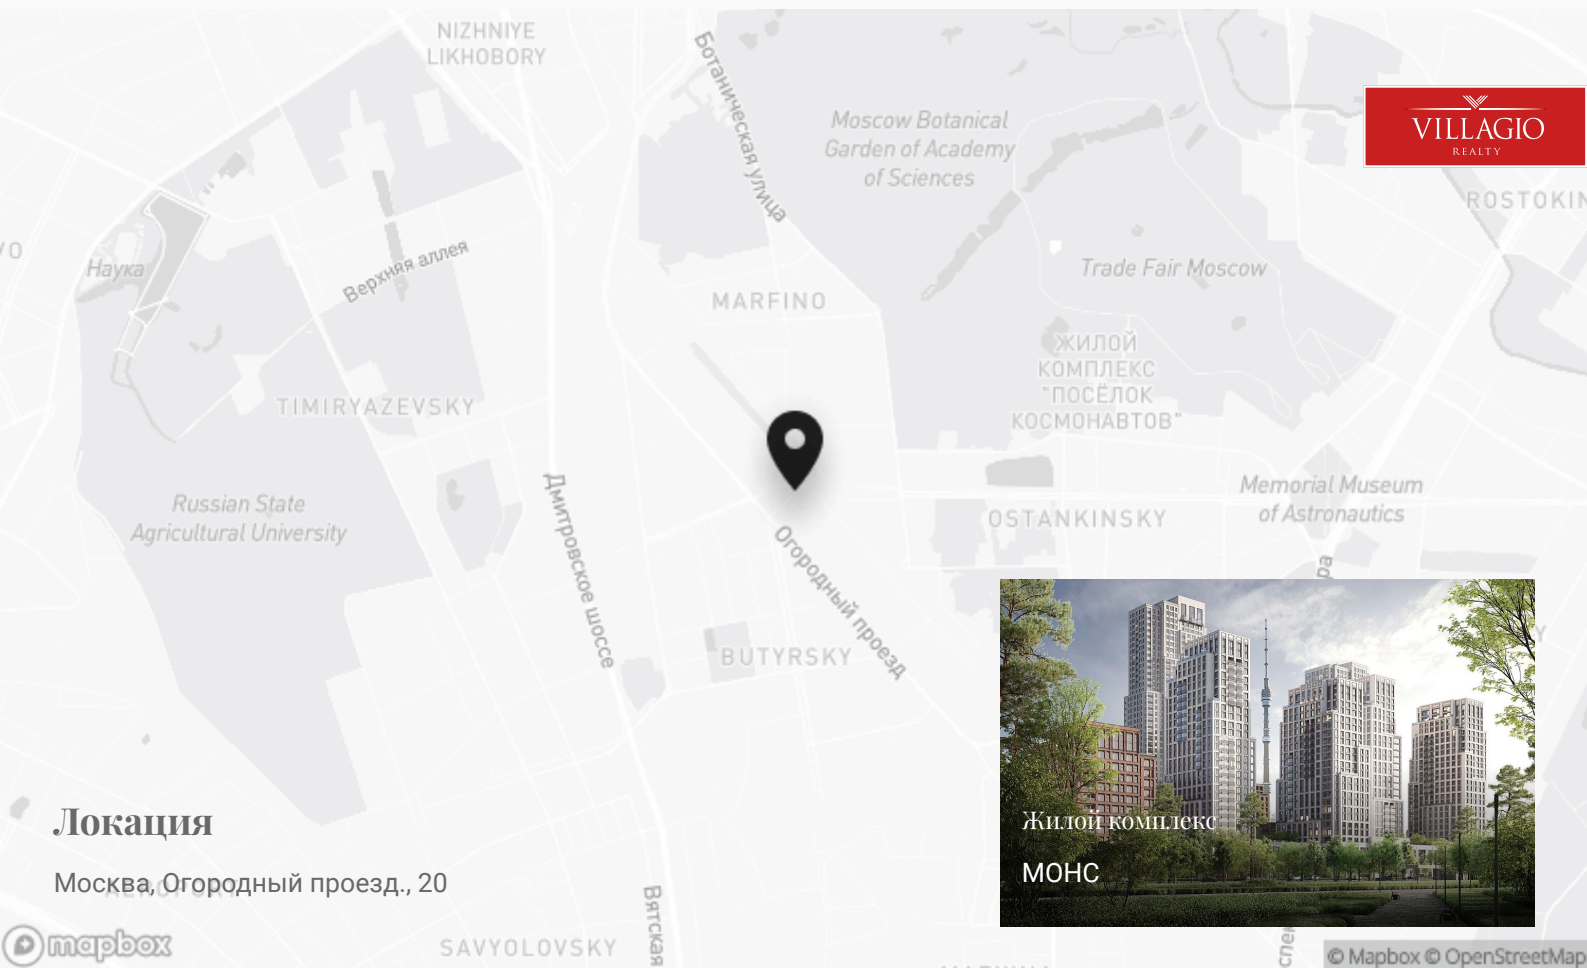 NIZHNIYE
LIKHOBORY
Ботаническая улица
Moscow Botanical
Garden of Academy
of Sciences
VILLAGIO
REALTY
ROSTOKIN
Наука
Верхняя аллея
Trade Fair Moscow
MARFINO
ЖИЛОЙ
КОМПЛЕКС
"ПОСЁЛОК
КОСМОНАВТОВ"
TIMIRYAZEVSKY
Russian State
Agricultural University
Дмитровское шоссе
Memorial Museum
of Astronautics
OSTANKINSKY
Огородный проезд
BUTYRSKY
Локация
Москва, Огородный проезд., 20
AEROPORT
Жилой комплекс
МОНС
Вятская
SAVYOLOVSKY
mapbox
© Mapbox © OpenStreetMap